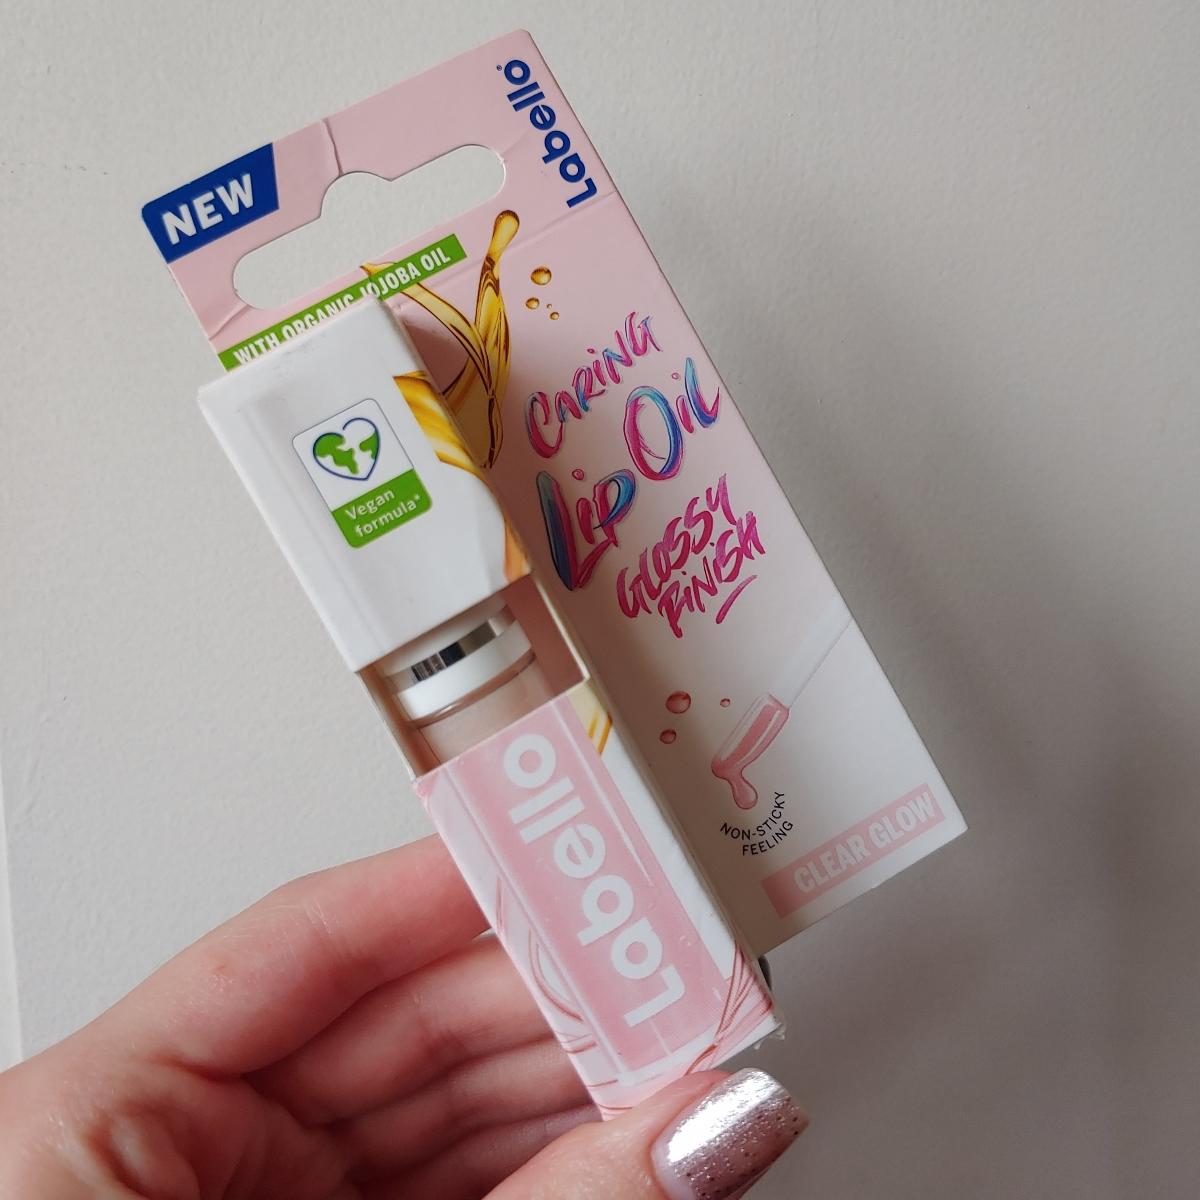 NEW
Labello
WITH ORGANIC JOJOBA OIL
CARING
Lip Oil
GLOSSY
FINISH
Vegan
formula*
Labello
NON-STICKY
FEELING
CLEAR GLOW